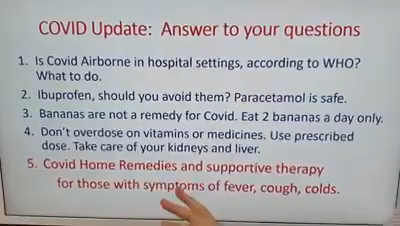 COVID Update: Answer to your questions
1. Is Covid Airborne in hospital settings, according to WHO?
What to do.
2. Ibuprofen, should you avoid them? Paracetamol is safe.
3. Bananas are not a remedy for Covid. Eat 2 bananas a day only.
4. Don't overdose on vitamins or medicines. Use prescribed
dose. Take care of your kidneys and liver.
5. Covid Home Remedies and supportive therapy
for those with symptoms of fever, cough, colds.